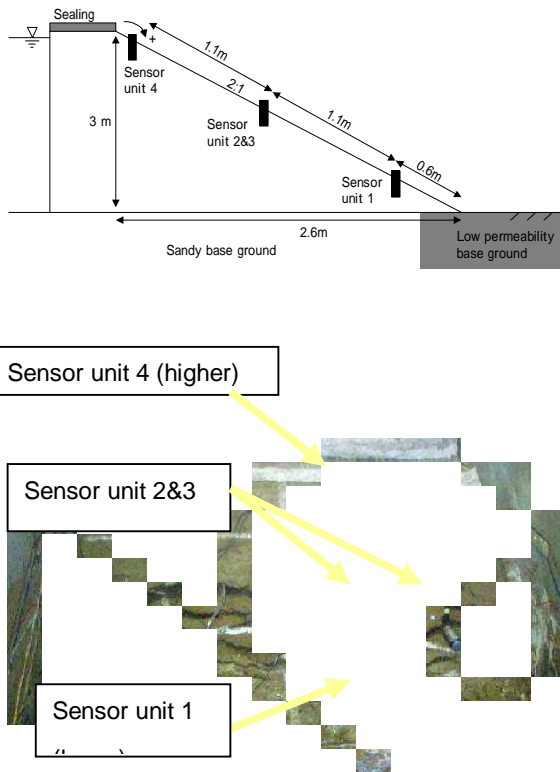 Sealing
+
Sensor
unit 4
1.1m
2:1
3 m
Sensor
unit 2&3
1.1m
Sensor
unit 1
0.6m
2.6m
Sandy base ground
Low permeability
base ground
Sensor unit 4 (higher)
Sensor unit 2&3
Sensor unit 1